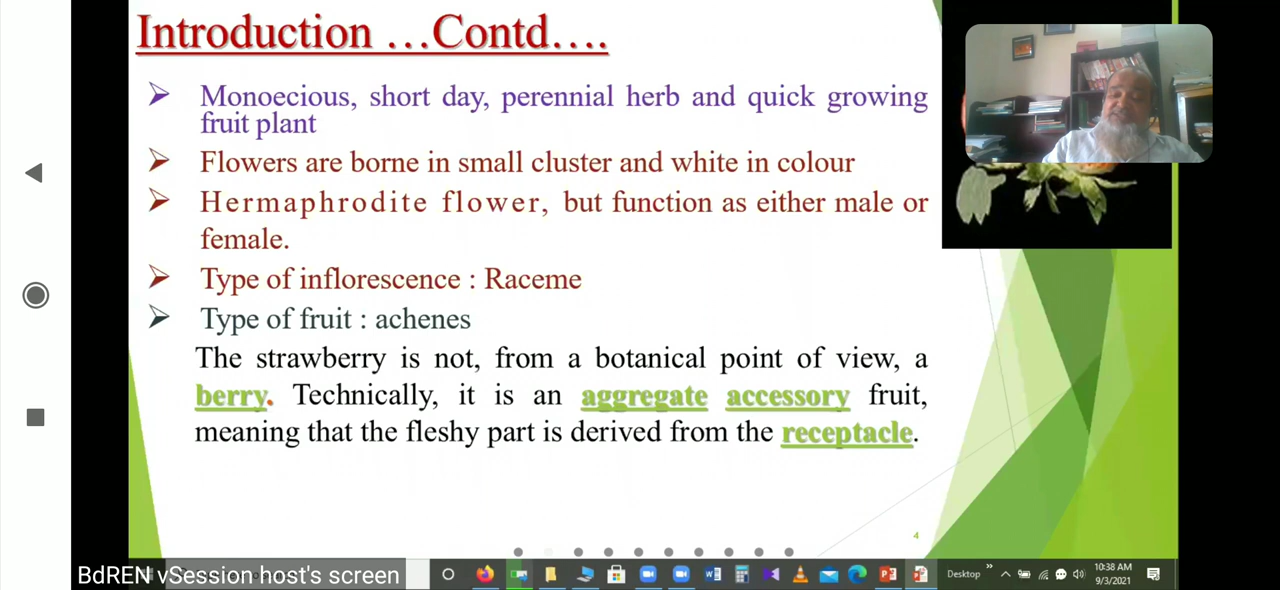 Introduction …Contd….
➢ Monoecious, short day, perennial herb and quick growing
fruit plant
➢ Flowers are borne in small cluster and white in colour
➢ Hermaphrodite flower, but function as either male or
female.
➢ Type of inflorescence : Raceme
➢ Type of fruit : achenes
The strawberry is not, from a botanical point of view, a
berry. Technically, it is an aggregate accessory fruit,
meaning that the fleshy part is derived from the receptacle.
4
BdREN vSession host's screen
Desktop
10:38 AM
9/3/2021